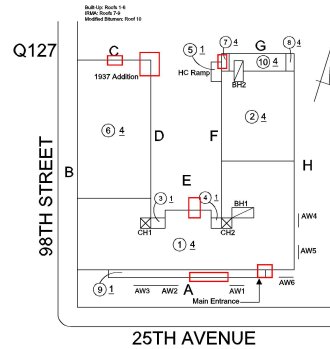 Built-Up: Roofs 1-6
IRMA: Roofs 7-9
Modified Bitumen: Roof 10
Q127
C
5 1
7 4
G
8 4
1937 Addition
HC Ramp
10 4
BH2
6 4
2 4
D
F
B
H
98TH STREET
E
3 1
4 1
BH1
CH1
CH2
AW4
1 4
AW5
9 1
AW3
AW2
A
AW1
AW6
Main Entrance
25TH AVENUE